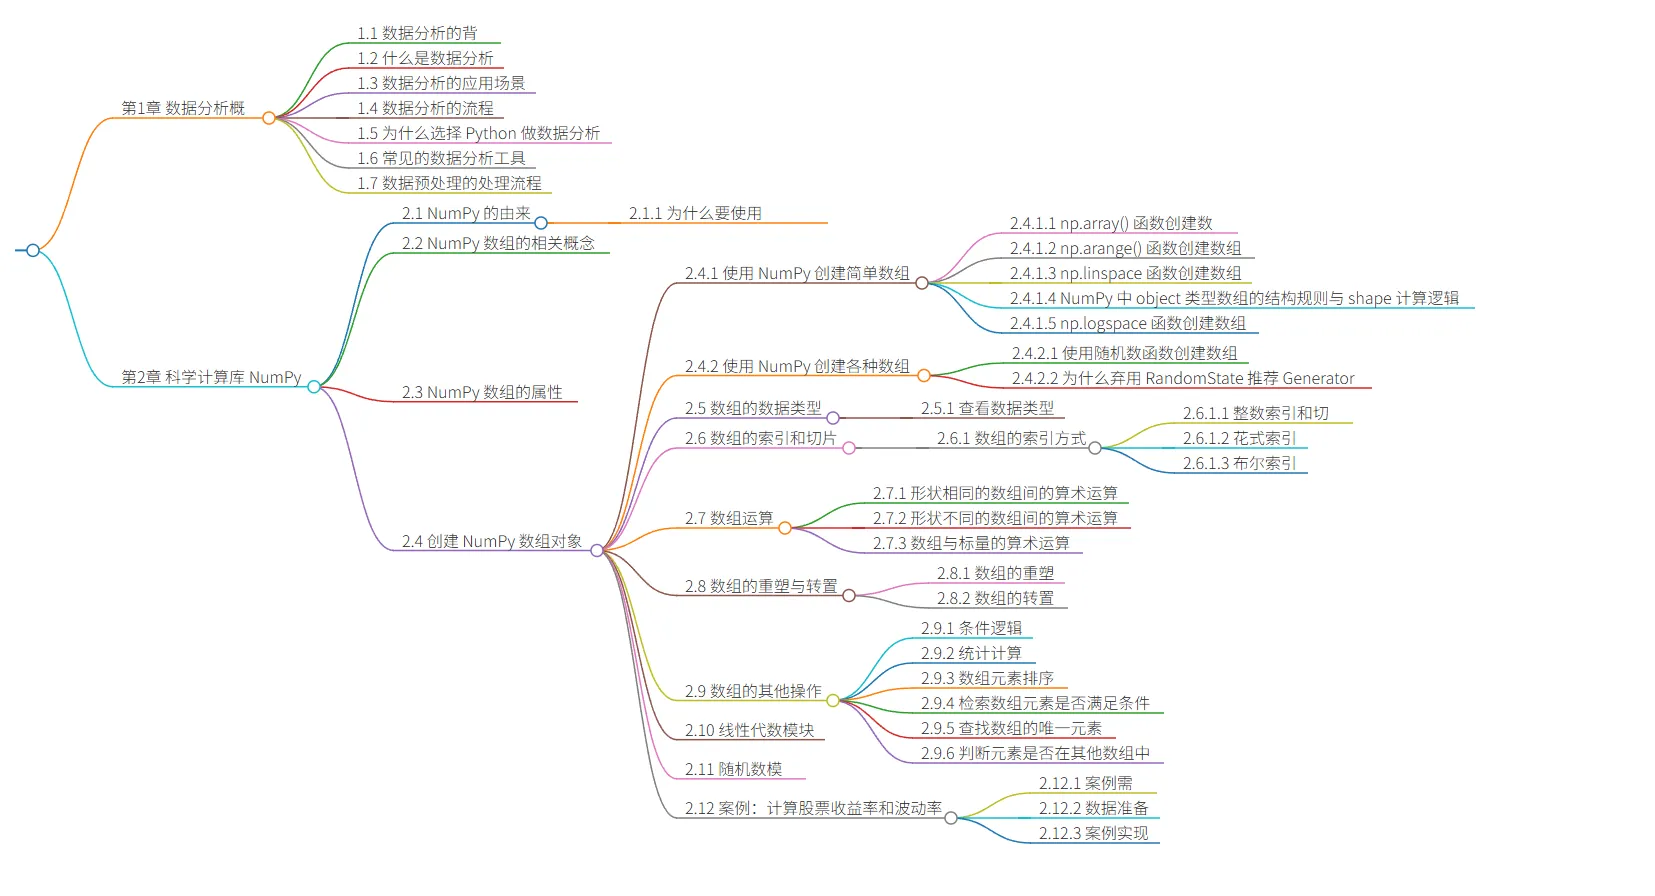 第1章 数据分析概
1.1 数据分析的背
1.2 什么是数据分析
1.3 数据分析的应用场景
1.4 数据分析的流程
1.5 为什么选择 Python 做数据分析
1.6 常见的数据分析工具
1.7 数据预处理的处理流程
第2章 科学计算库 NumPy
2.1 NumPy 的由来
2.1.1 为什么要使用
2.2 NumPy 数组的相关概念
2.3 NumPy 数组的属性
2.4 创建 NumPy 数组对象
2.4.1 使用 NumPy 创建简单数组
2.4.1.1 np.array() 函数创建数
2.4.1.2 np.arange() 函数创建数组
2.4.1.3 np.linspace 函数创建数组
2.4.1.4 NumPy 中 object 类型数组的结构规则与 shape 计算逻辑
2.4.1.5 np.logspace 函数创建数组
2.4.2 使用 NumPy 创建各种数组
2.4.2.1 使用随机数函数创建数组
2.4.2.2 为什么弃用 RandomState 推荐 Generator
2.5 数组的数据类型
2.5.1 查看数据类型
2.6 数组的索引和切片
2.6.1 数组的索引方式
2.6.1.1 整数索引和切
2.6.1.2 花式索引
2.6.1.3 布尔索引
2.7 数组运算
2.7.1 形状相同的数组间的算术运算
2.7.2 形状不同的数组间的算术运算
2.7.3 数组与标量的算术运算
2.8 数组的重塑与转置
2.8.1 数组的重塑
2.8.2 数组的转置
2.9 数组的其他操作
2.9.1 条件逻辑
2.9.2 统计计算
2.9.3 数组元素排序
2.9.4 检索数组元素是否满足条件
2.9.5 查找数组的唯一元素
2.9.6 判断元素是否在其他数组中
2.10 线性代数模块
2.11 随机数模
2.12 案例：计算股票收益率和波动率
2.12.1 案例需
2.12.2 数据准备
2.12.3 案例实现